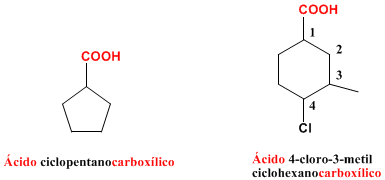 COOH
Ácido ciclopentanocarboxílico
COOH
1
2
3
4
Cl
Ácido 4-cloro-3-metil
ciclohexanocarboxílico